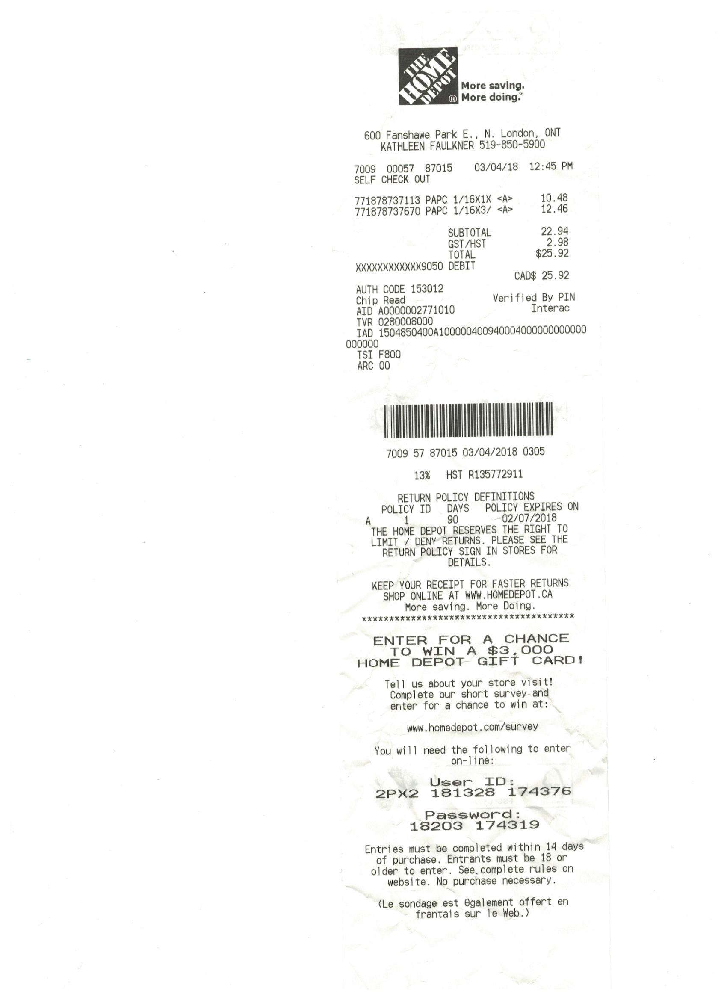 THE
HOME
DEPOT
®
More saving.
More doing.℠
600 Fanshawe Park E., N. London, ONT
KATHLEEN FAULKNER 519-850-5900
7009 00057 87015 03/04/18 12:45 PM
SELF CHECK OUT
771878737113 PAPC 1/16X1X <A> 10.48
771878737670 PAPC 1/16X3/ <A> 12.46
SUBTOTAL 22.94
GST/HST 2.98
TOTAL $25.92
XXXXXXXXXXXX9050 DEBIT
CAD$ 25.92
AUTH CODE 153012
Chip Read Verified By PIN
AID A0000002771010 Interac
TVR 0280008000
IAD 1504850400A100000400940004000000000000
000000
TSI F800
ARC 00
7009 57 87015 03/04/2018 0305
13% HST R135772911
RETURN POLICY DEFINITIONS
POLICY ID DAYS POLICY EXPIRES ON
A 1 90 02/07/2018
THE HOME DEPOT RESERVES THE RIGHT TO
LIMIT / DENY RETURNS. PLEASE SEE THE
RETURN POLICY SIGN IN STORES FOR
DETAILS.
KEEP YOUR RECEIPT FOR FASTER RETURNS
SHOP ONLINE AT WWW.HOMEDEPOT.CA
More saving. More Doing.
***************************************
ENTER FOR A CHANCE
TO WIN A $3,000
HOME DEPOT GIFT CARD!
Tell us about your store visit!
Complete our short survey and
enter for a chance to win at:
www.homedepot.com/survey
You will need the following to enter
on-line:
User ID:
2PX2 181328 174376
Password:
18203 174319
Entries must be completed within 14 days
of purchase. Entrants must be 18 or
older to enter. See complete rules on
website. No purchase necessary.
(Le sondage est Θgalement offert en
franτais sur le Web.)